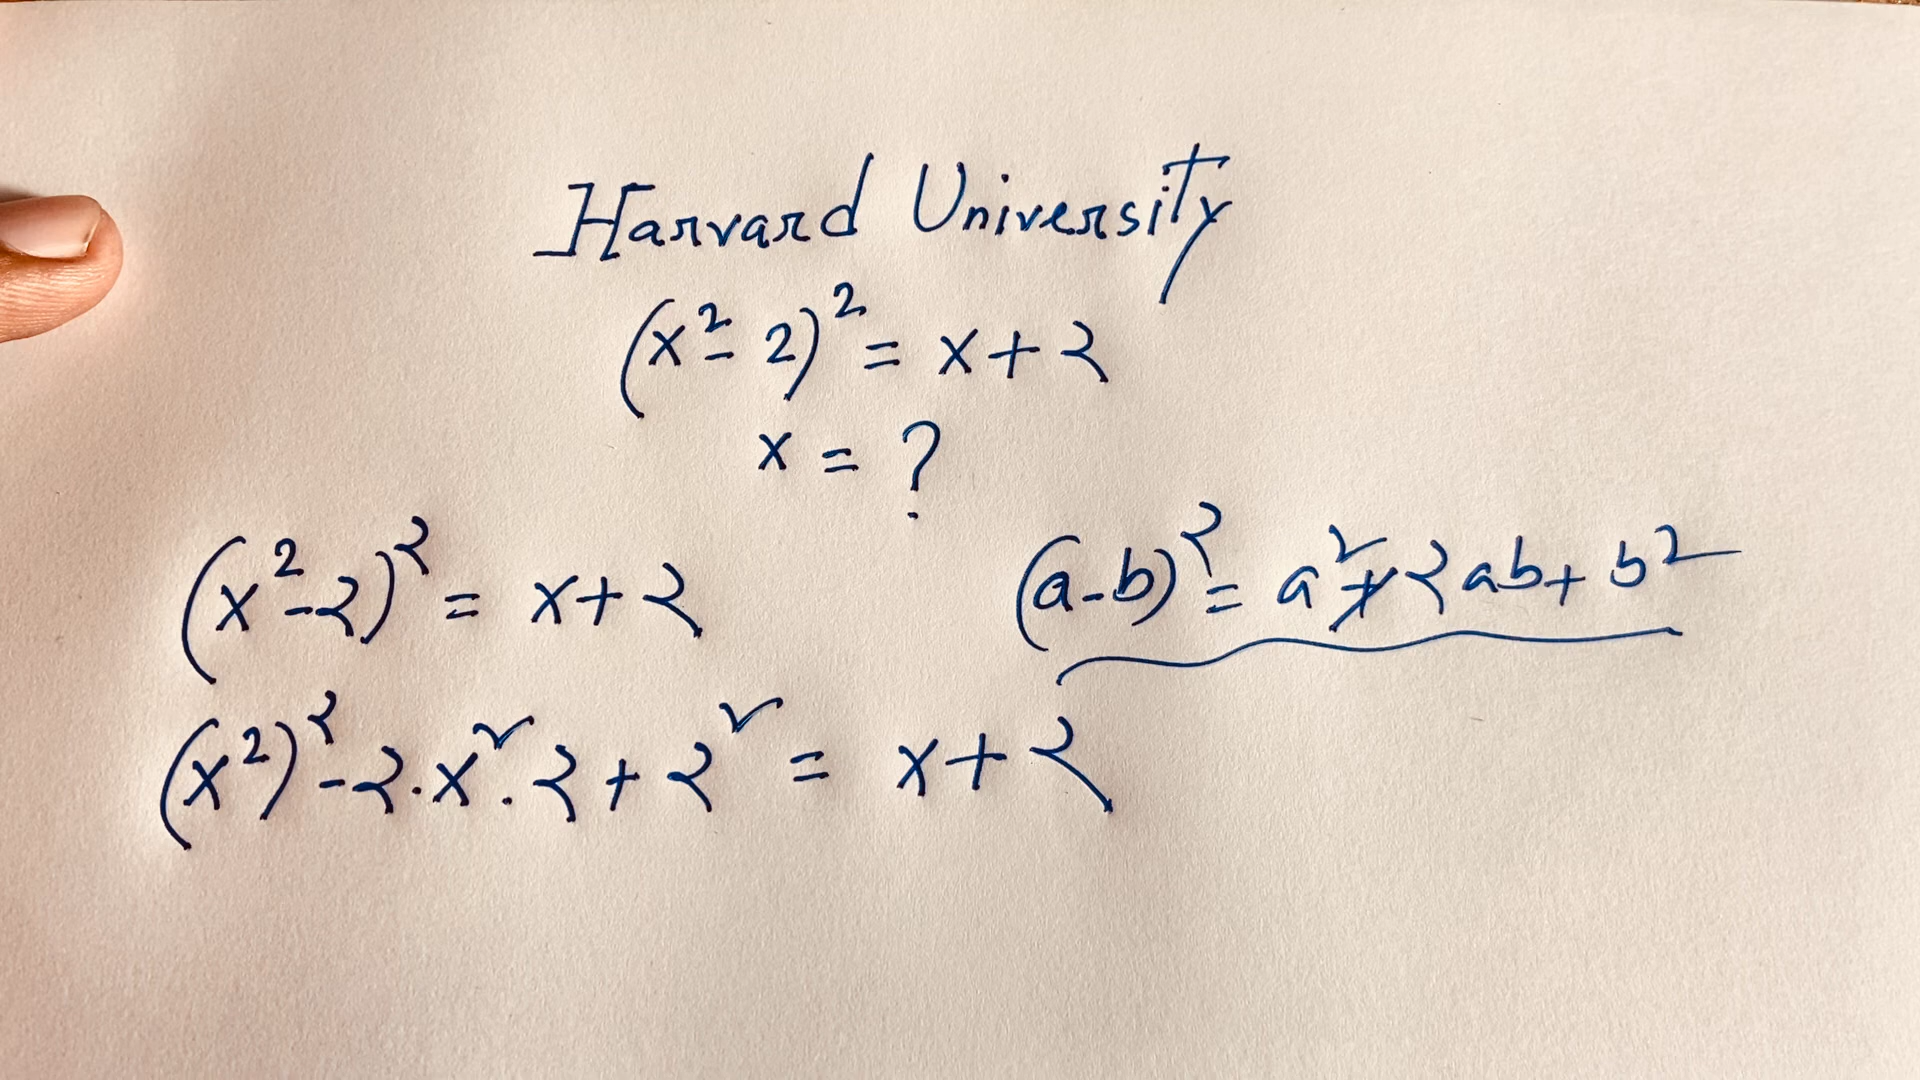 Harvard University
(x² - 2)² = x + 2
x = ?
(x² - 2)² = x + 2
(a - b)² = a² - 2ab + b²
(x²)² - 2·x²·2 + 2² = x + 2